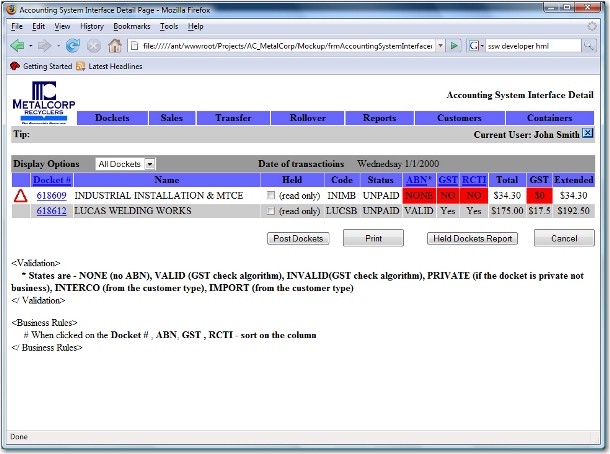 Accounting System Interface Detail Page - Mozilla Firefox
File Edit View History Bookmarks Tools Help
file:////ant/wwwroot/Projects/AC_MetalCorp/Mockup/frmAccountingSystemInterface ssw developer hml
Getting Started Latest Headlines
METALCORP
RECYCLERS
Accounting System Interface Detail
Dockets Sales Transfer Rollover Reports Customers Containers
Tip: Current User: John Smith
Display Options All Dockets Date of transactioins Wednedsay 1/1/2000
Docket # Name Held Code Status ABN* GST RCTI Total GST Extended
618609 INDUSTRIAL INSTALLATION & MTCE (read only) INIMB UNPAID NONE NO NO $34.30 $0 $34.30
618612 LUCAS WELDING WORKS (read only) LUCSB UNPAID VALID Yes Yes $175.00 $17.5 $192.50
Post Dockets Print Held Dockets Report Cancel
<Validation>
* States are - NONE (no ABN), VALID (GST check algorithm), INVALID(GST check algorithm), PRIVATE (if the docket is private not
business), INTERCO (from the customer type), IMPORT (from the customer type)
</ Validation>
<Business Rules>
# When clicked on the Docket # , ABN, GST , RCTI - sort on the column
</ Business Rules>
Done